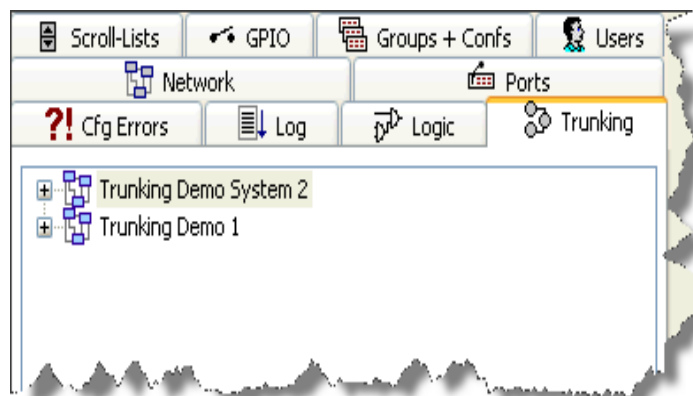 Scroll-Lists GPIO Groups + Confs Users
Network Ports
?! Cfg Errors Log Logic Trunking
Trunking Demo System 2
Trunking Demo 1